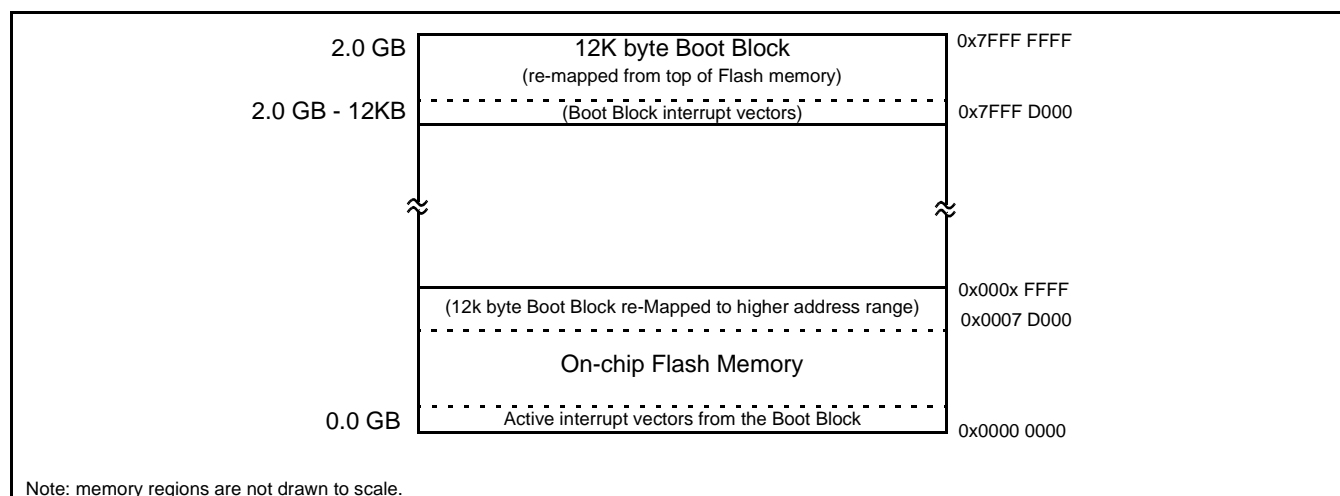 2.0 GB 12K byte Boot Block 0x7FFF FFFF
(re-mapped from top of Flash memory)
2.0 GB - 12KB (Boot Block interrupt vectors) 0x7FFF D000
0x000x FFFF
(12k byte Boot Block re-Mapped to higher address range)
0x0007 D000
On-chip Flash Memory
0.0 GB Active interrupt vectors from the Boot Block 0x0000 0000
Note: memory regions are not drawn to scale.